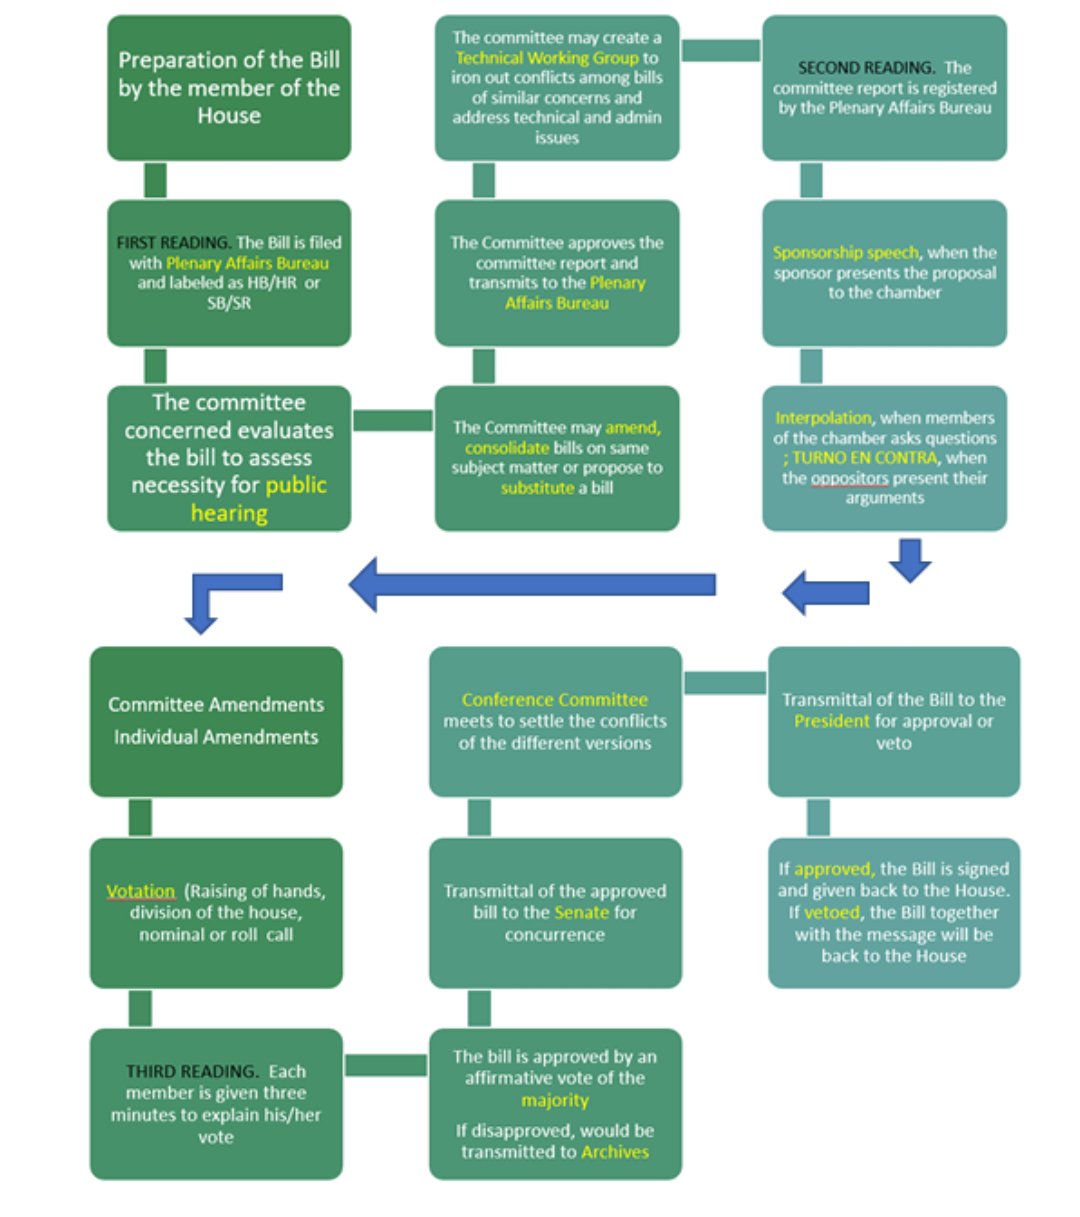 Preparation of the Bill
by the member of the
House
FIRST READING. The Bill is filed
with Plenary Affairs Bureau
and labeled as HB/HR or
SB/SR
The committee
concerned evaluates
the bill to assess
necessity for public
hearing
The Committee may amend,
consolidate bills on same
subject matter or propose to
substitute a bill
The Committee approves the
committee report and
transmits to the Plenary
Affairs Bureau
The committee may create a
Technical Working Group to
iron out conflicts among bills
of similar concerns and
address technical and admin
issues
SECOND READING. The
committee report is registered
by the Plenary Affairs Bureau
Sponsorship speech, when the
sponsor presents the proposal
to the chamber
Interpolation, when members
of the chamber asks questions
; TURNO EN CONTRA, when
the oppositors present their
arguments
Committee Amendments
Individual Amendments
Votation (Raising of hands,
division of the house,
nominal or roll call
THIRD READING. Each
member is given three
minutes to explain his/her
vote
The bill is approved by an
affirmative vote of the
majority
If disapproved, would be
transmitted to Archives
Transmittal of the approved
bill to the Senate for
concurrence
Conference Committee
meets to settle the conflicts
of the different versions
Transmittal of the Bill to the
President for approval or
veto
If approved, the Bill is signed
and given back to the House.
If vetoed, the Bill together
with the message will be
back to the House